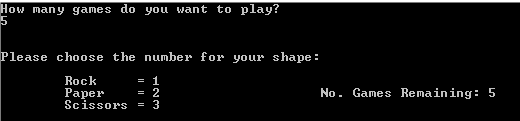 How many games do you want to play?
5
Please choose the number for your shape:
Rock = 1
Paper = 2 No. Games Remaining: 5
Scissors = 3